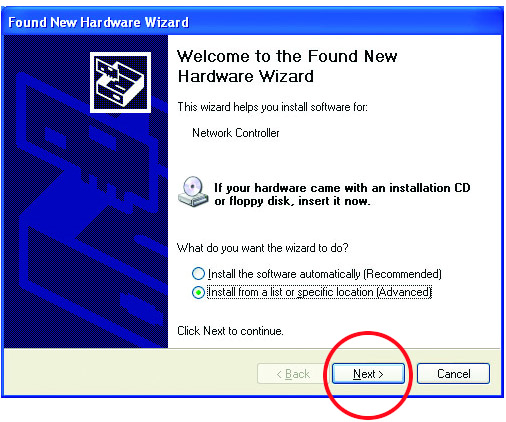 Found New Hardware Wizard
Welcome to the Found New
Hardware Wizard
This wizard helps you install software for:
Network Controller
If your hardware came with an installation CD
or floppy disk, insert it now.
What do you want the wizard to do?
Install the software automatically (Recommended)
Install from a list or specific location (Advanced)
Click Next to continue.
< Back
Next >
Cancel